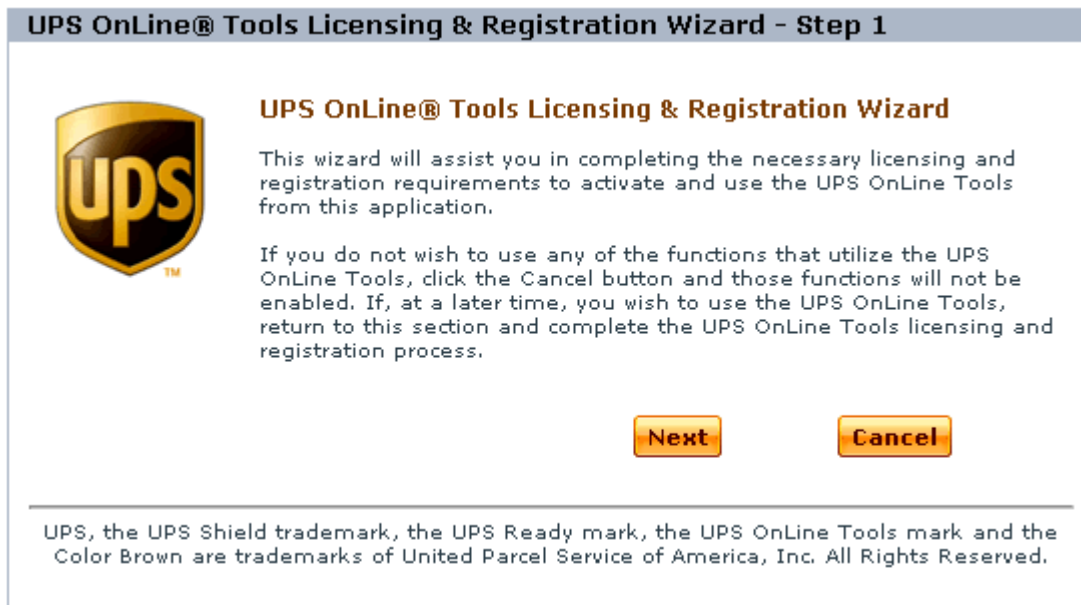 UPS OnLine® Tools Licensing & Registration Wizard - Step 1
ups
TM
UPS OnLine® Tools Licensing & Registration Wizard
This wizard will assist you in completing the necessary licensing and
registration requirements to activate and use the UPS OnLine Tools
from this application.
If you do not wish to use any of the functions that utilize the UPS
OnLine Tools, click the Cancel button and those functions will not be
enabled. If, at a later time, you wish to use the UPS OnLine Tools,
return to this section and complete the UPS OnLine Tools licensing and
registration process.
Next
Cancel
UPS, the UPS Shield trademark, the UPS Ready mark, the UPS OnLine Tools mark and the
Color Brown are trademarks of United Parcel Service of America, Inc. All Rights Reserved.